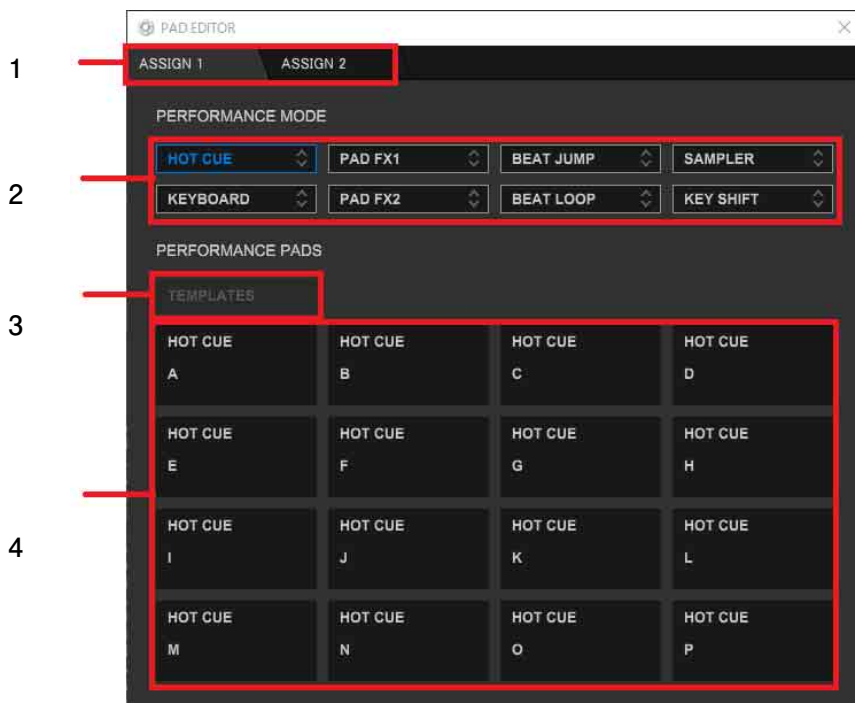 PAD EDITOR
1
ASSIGN 1 ASSIGN 2
PERFORMANCE MODE
2
HOT CUE PAD FX1 BEAT JUMP SAMPLER
KEYBOARD PAD FX2 BEAT LOOP KEY SHIFT
PERFORMANCE PADS
3
TEMPLATES
4
HOT CUE HOT CUE HOT CUE HOT CUE
A B C D
HOT CUE HOT CUE HOT CUE HOT CUE
E F G H
HOT CUE HOT CUE HOT CUE HOT CUE
I J K L
HOT CUE HOT CUE HOT CUE HOT CUE
M N O P